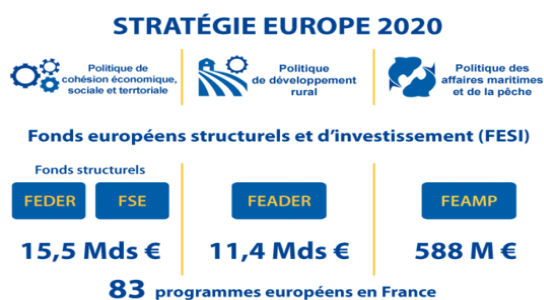 STRATÉGIE EUROPE 2020
Politique de
cohésion économique,
sociale et terrtoriale
Politique
de développement
rural
Politique des
affaires maritimes
et de la pêche
Fonds européens structurels et d’investissement (FESI)
Fonds structurels
FEDER
FSE
FEADER
FEAMP
15,5 Mds €
11,4 Mds €
588 M €
83 programmes européens en France